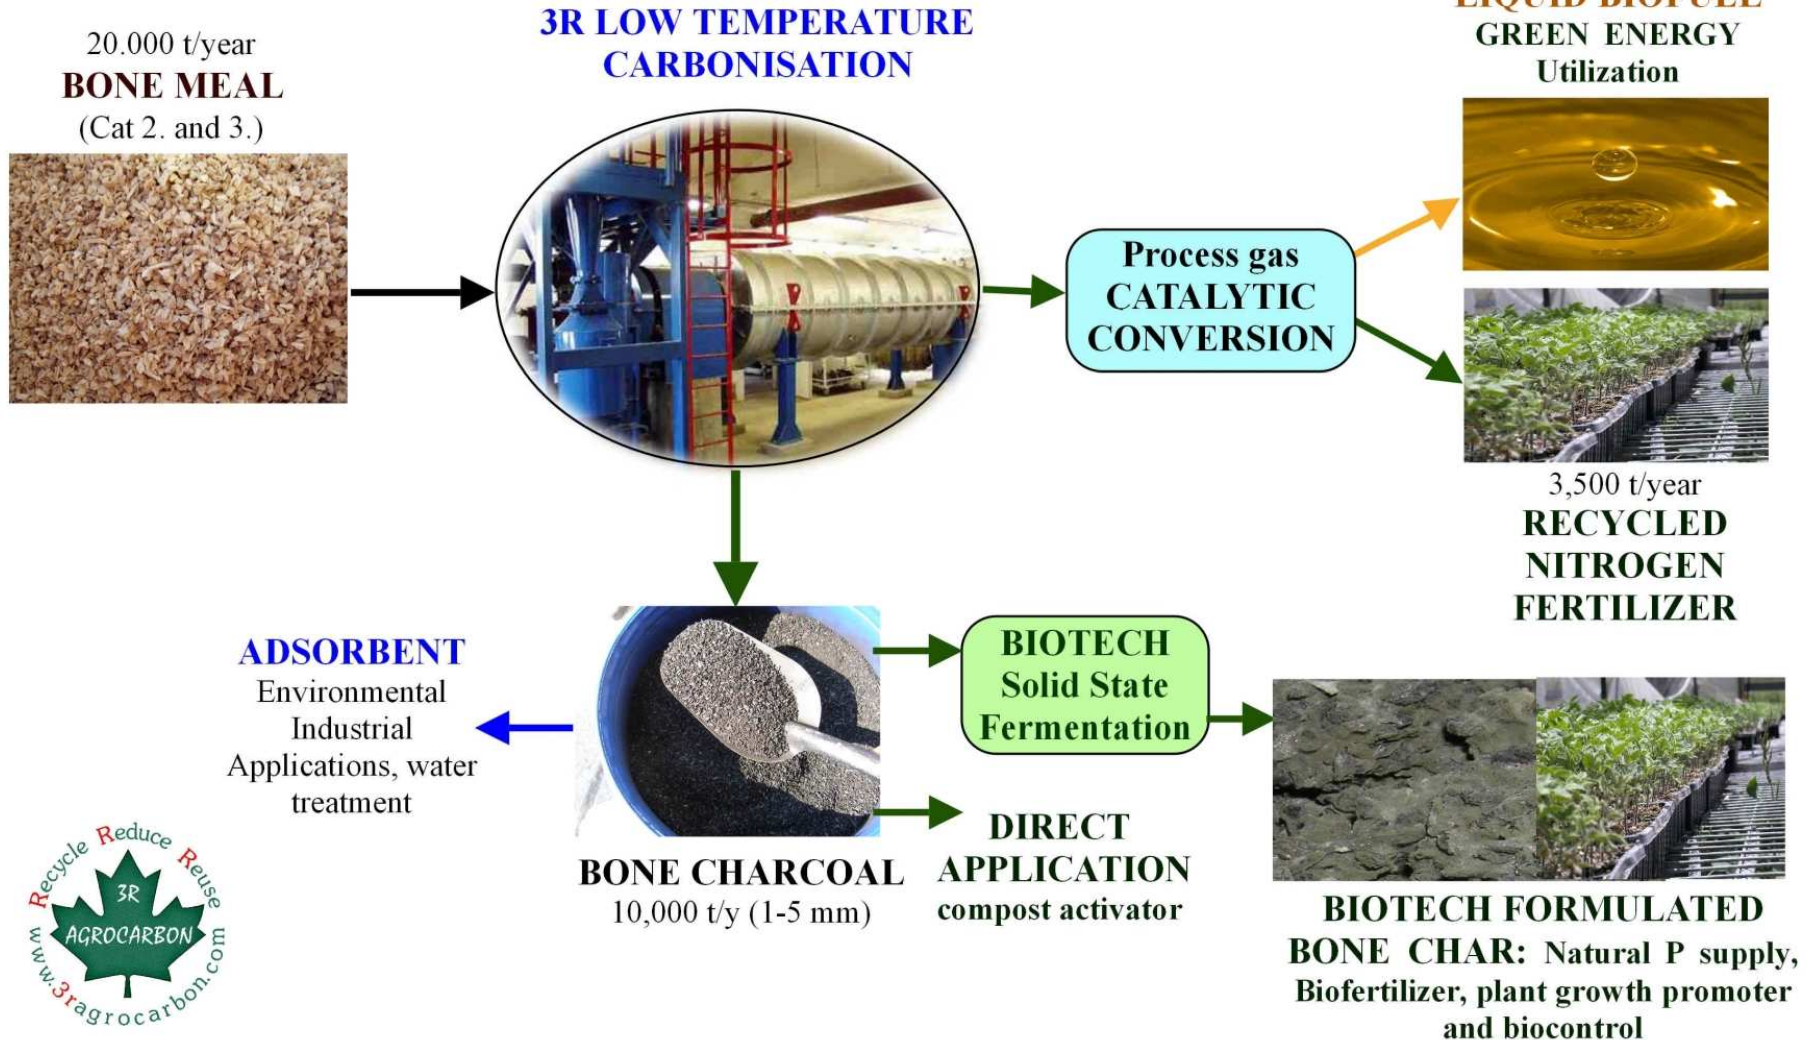 20.000 t/year
BONE MEAL
(Cat 2. and 3.)
3R LOW TEMPERATURE
CARBONISATION
LIQUID BIOFUEL
GREEN ENERGY
Utilization
Process gas
CATALYTIC
CONVERSION
3,500 t/year
RECYCLED
NITROGEN
FERTILIZER
ADSORBENT
Environmental
Industrial
Applications, water
treatment
BONE CHARCOAL
10,000 t/y (1-5 mm)
BIOTECH
Solid State
Fermentation
DIRECT
APPLICATION
compost activator
BIOTECH FORMULATED
BONE CHAR: Natural P supply,
Biofertilizer, plant growth promoter
and biocontrol
Recycle Reduce Reuse
3R
AGROCARBON
www.3ragrocarbon.com